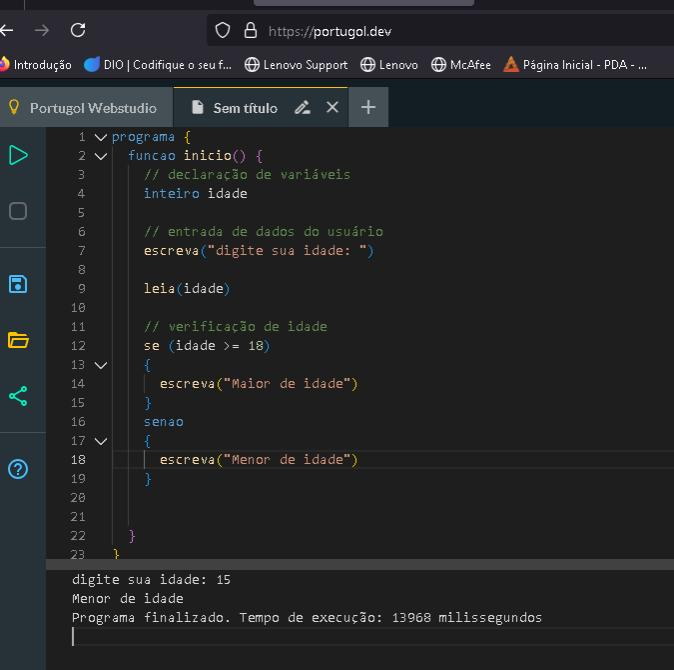 https://portugol.dev
Introdução DIO | Codifique o seu f... Lenovo Support Lenovo McAfee Página Inicial - PDA - ...
Portugol Webstudio Sem título
1 programa {
2 funcao inicio() {
3 // declaração de variáveis
4 inteiro idade
5
6 // entrada de dados do usuário
7 escreva("digite sua idade: ")
8
9 leia(idade)
10
11 // verificação de idade
12 se (idade >= 18)
13 {
14 escreva("Maior de idade")
15 }
16 senao
17 {
18 escreva("Menor de idade")
19 }
20
21
22 }
23 }
digite sua idade: 15
Menor de idade
Programa finalizado. Tempo de execução: 13968 milissegundos